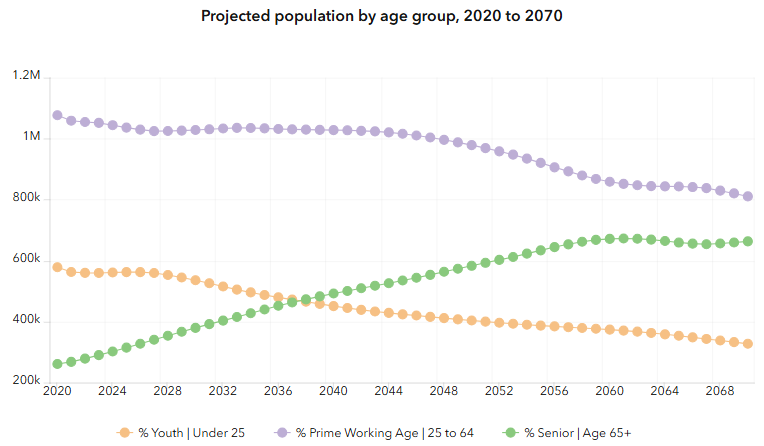 Projected population by age group, 2020 to 2070
1.2M
1M
800k
600k
400k
200k
2020 2024 2028 2032 2036 2040 2044 2048 2052 2056 2060 2064 2068
% Youth | Under 25 % Prime Working Age | 25 to 64 % Senior | Age 65+